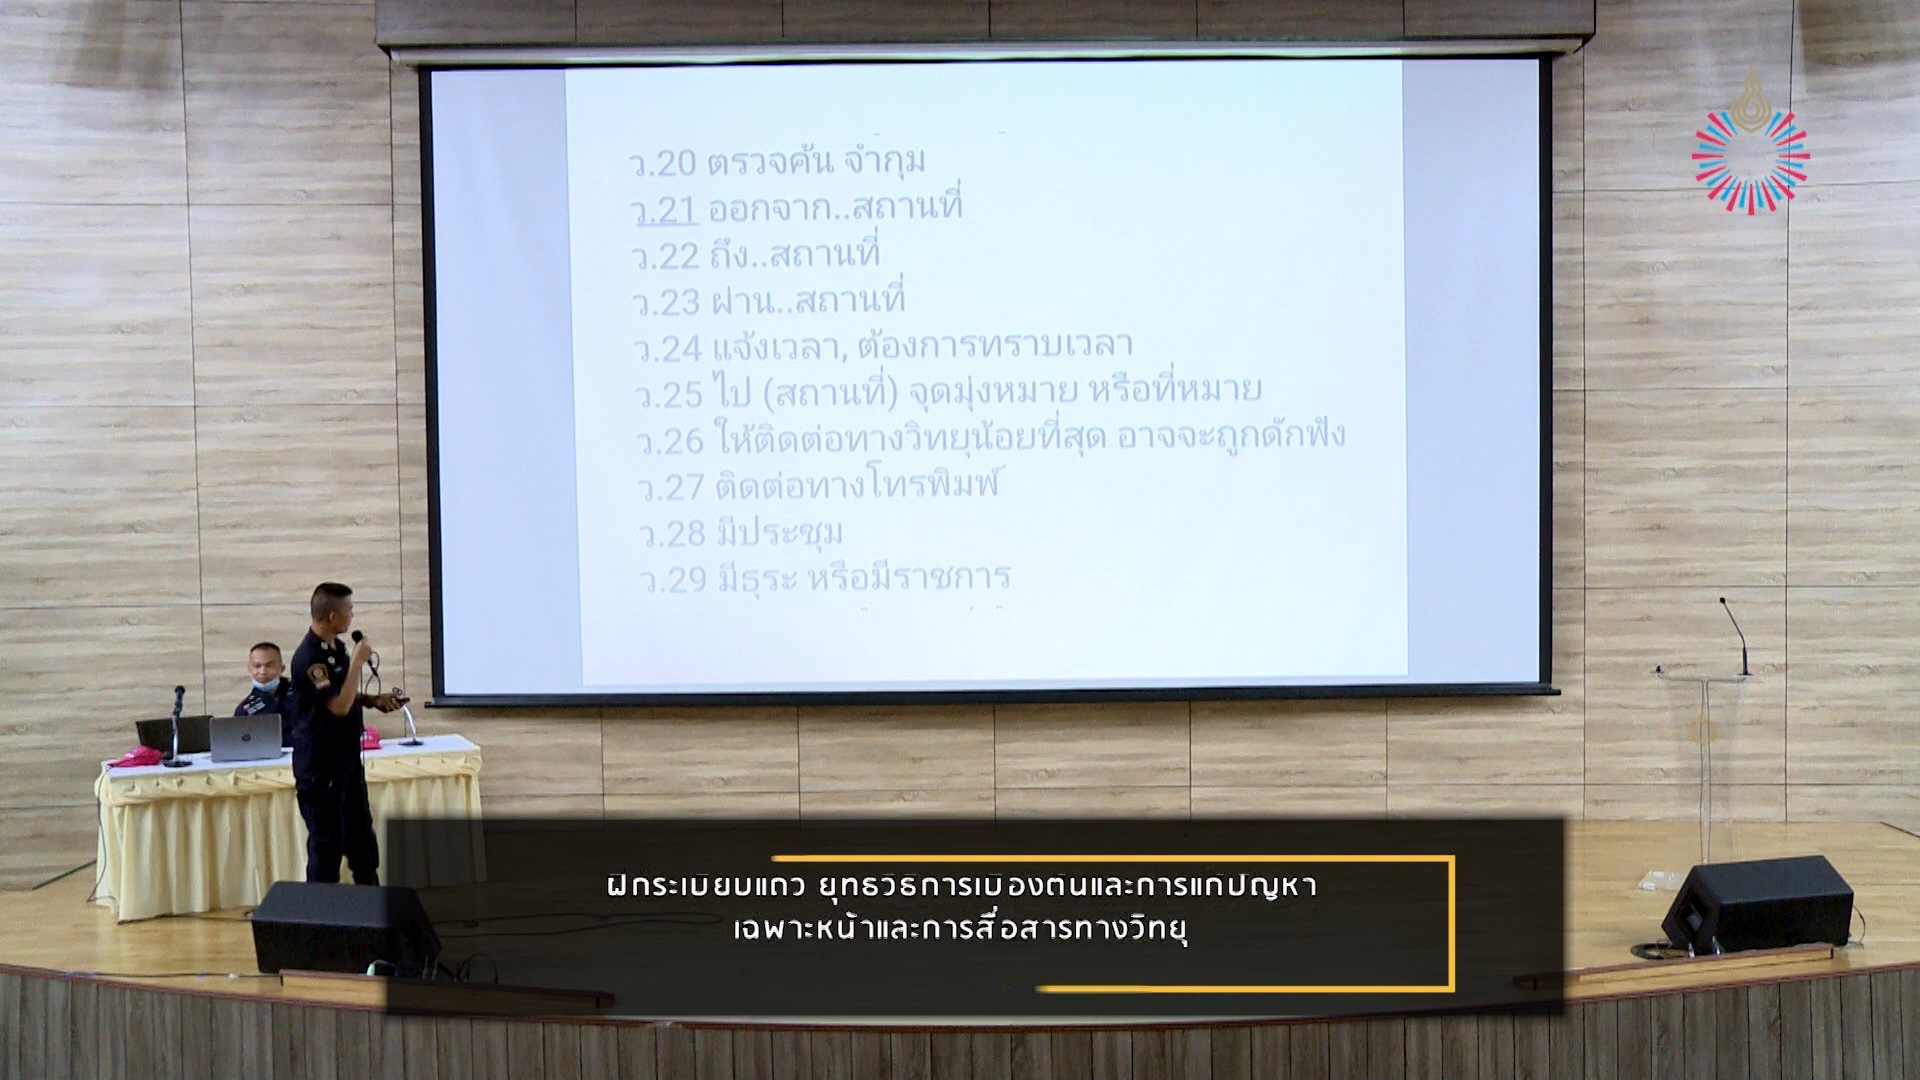 ว.20 ตรวจค้น จำกุม
ว.21 ออกจาก..สถานที่
ว.22 ถึง..สถานที่
ว.23 ผ่าน..สถานที่
ว.24 แจ้งเวลา, ต้องการทราบเวลา
ว.25 ไป (สถานที่) จุดมุ่งหมาย หรือที่หมาย
ว.26 ให้ติดต่อทางวิทยุน้อยที่สุด อาจจะถูกดักฟัง
ว.27 ติดต่อทางโทรพิมพ์
ว.28 มีประชุม
ว.29 มีธุระ หรือมีราชการ
ฝึกระเบียบแถว ยุทธวิธีการเบื้องต้นและการแก้ปัญหา
เฉพาะหน้าและการสื่อสารทางวิทยุ